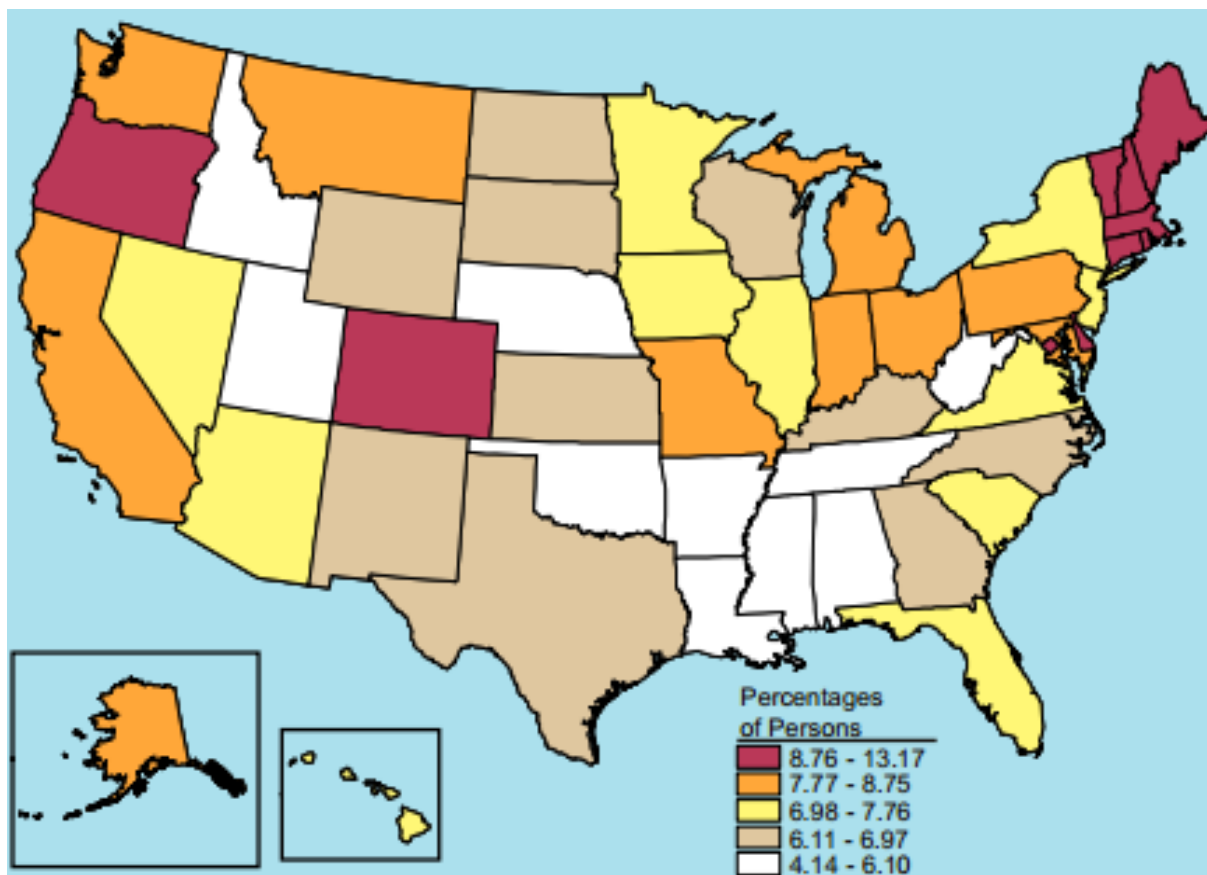 Percentages
of Persons
8.76 - 13.17
7.77 - 8.75
6.98 - 7.76
6.11 - 6.97
4.14 - 6.10